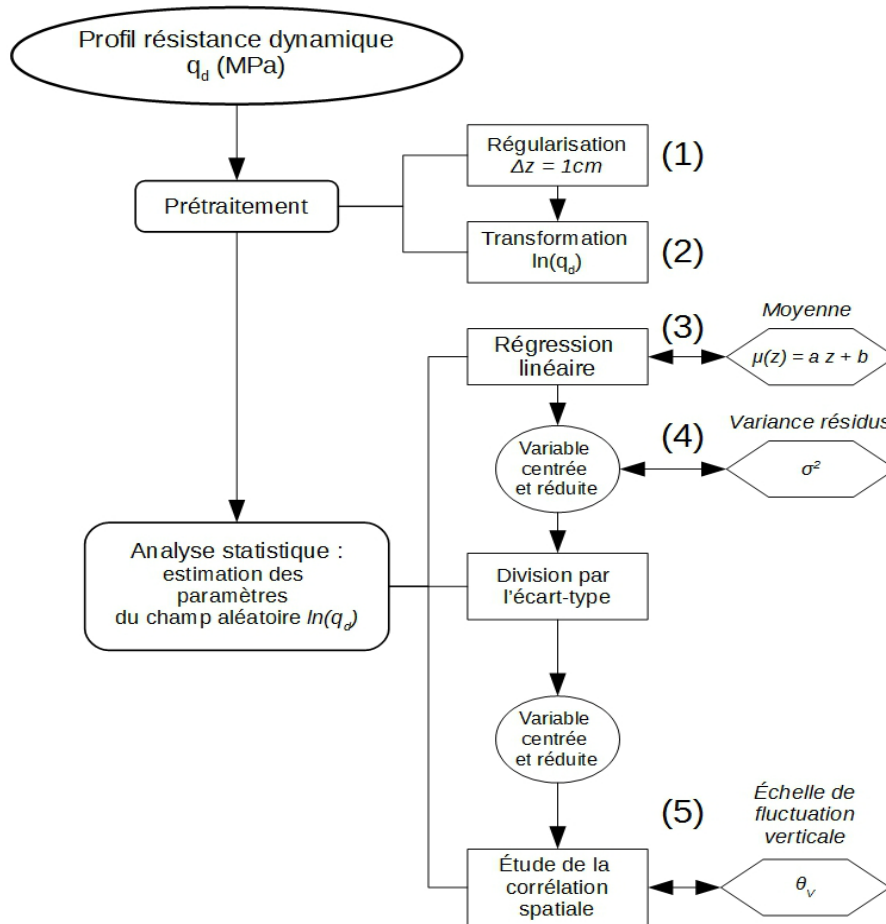 Profil résistance dynamique
q_d (MPa)
Prétraitement
Régularisation
Δz = 1cm
(1)
Transformation
ln(q_d)
(2)
Moyenne
(3)
Régression
linéaire
μ(z) = a z + b
(4)
Variance résidus
Variable
centrée
et réduite
σ²
Analyse statistique :
estimation des
paramètres
du champ aléatoire ln(q_d)
Division par
l'écart-type
Variable
centrée
et réduite
(5)
Échelle de
fluctuation
verticale
Étude de la
corrélation
spatiale
θ_v